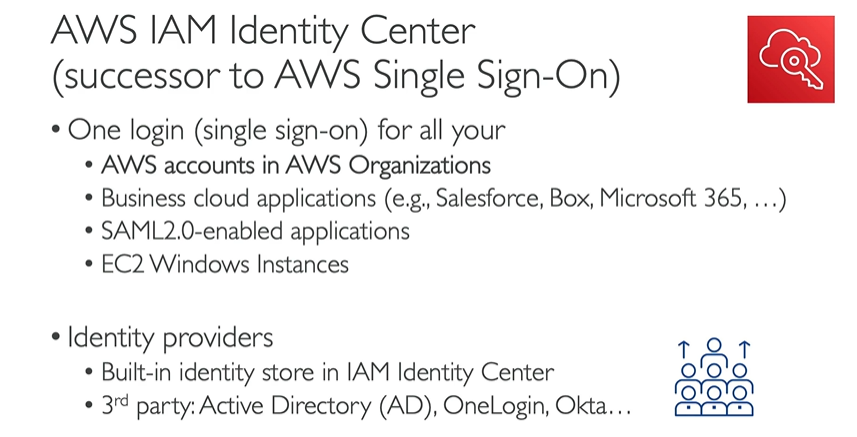 AWS IAM Identity Center
(successor to AWS Single Sign-On)
• One login (single sign-on) for all your
• AWS accounts in AWS Organizations
• Business cloud applications (e.g., Salesforce, Box, Microsoft 365, …)
• SAML2.0-enabled applications
• EC2 Windows Instances
• Identity providers
• Built-in identity store in IAM Identity Center
• 3rd party: Active Directory (AD), OneLogin, Okta…